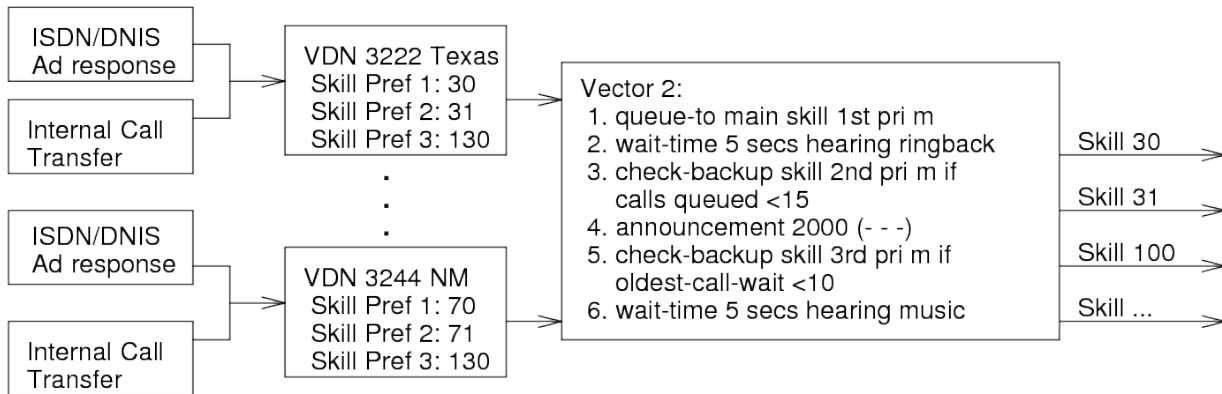 ISDN/DNIS
Ad response
Internal Call
Transfer
VDN 3222 Texas
Skill Pref 1: 30
Skill Pref 2: 31
Skill Pref 3: 130
ISDN/DNIS
Ad response
Internal Call
Transfer
VDN 3244 NM
Skill Pref 1: 70
Skill Pref 2: 71
Skill Pref 3: 130
Vector 2:
1. queue-to main skill 1st pri m
2. wait-time 5 secs hearing ringback
3. check-backup skill 2nd pri m if
calls queued <15
4. announcement 2000 (- - -)
5. check-backup skill 3rd pri m if
oldest-call-wait <10
6. wait-time 5 secs hearing music
Skill 30
Skill 31
Skill 100
Skill ...